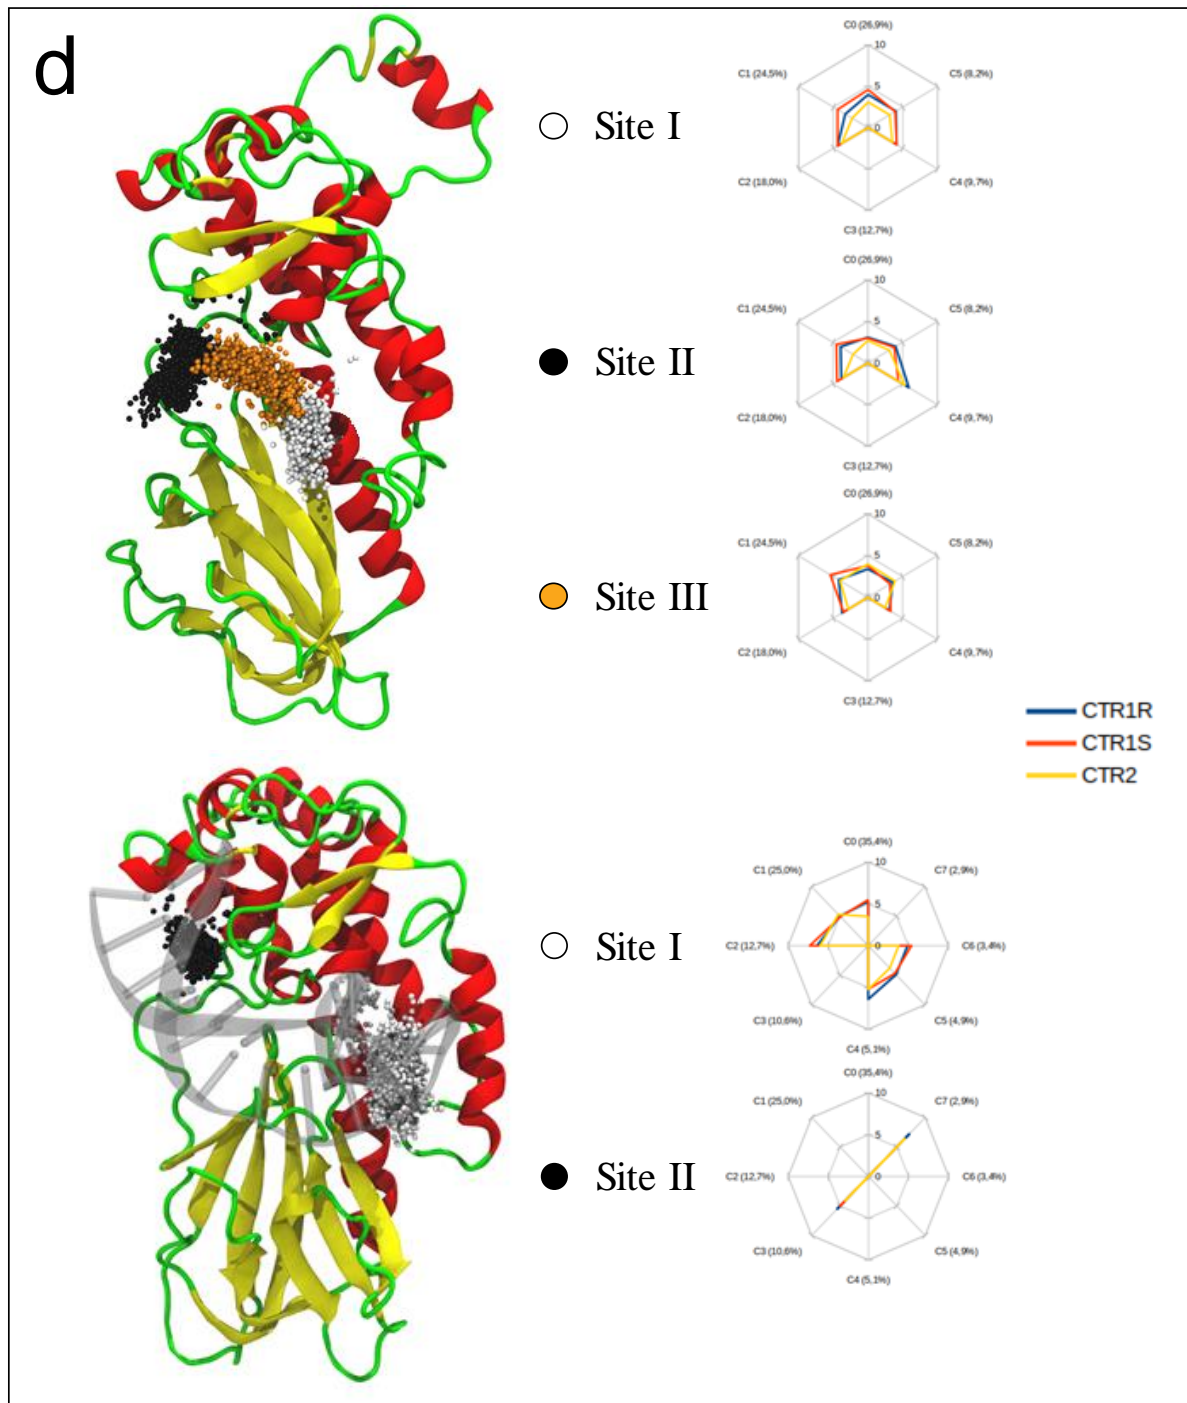 d
Site I
C0 (26,9%)
10
C1 (24,5%)
C5 (8,2%)
5
0
C2 (18,0%)
C4 (9,7%)
C3 (12,7%)
Site II
C0 (26,9%)
10
C1 (24,5%)
C5 (8,2%)
5
0
C2 (18,0%)
C4 (9,7%)
C3 (12,7%)
Site III
C0 (26,9%)
10
C1 (24,5%)
C5 (8,2%)
5
0
C2 (18,0%)
C4 (9,7%)
C3 (12,7%)
CTR1R
CTR1S
CTR2
Site I
C0 (35,4%)
10
C1 (25,0%)
C7 (2,9%)
5
C2 (12,7%)
0
C6 (3,4%)
C3 (10,6%)
C5 (4,9%)
C4 (5,1%)
Site II
C0 (35,4%)
10
C1 (25,0%)
C7 (2,9%)
5
C2 (12,7%)
0
C6 (3,4%)
C3 (10,6%)
C5 (4,9%)
C4 (5,1%)